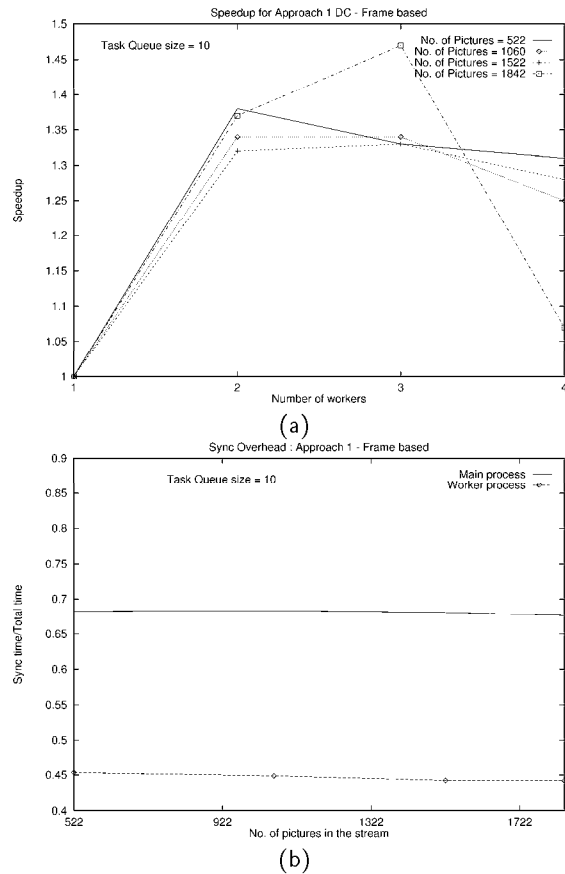 Speedup for Approach 1 DC - Frame based
1.5
Task Queue size = 10
No. of Pictures = 522
No. of Pictures = 1060
No. of Pictures = 1522
No. of Pictures = 1842
1.45
1.4
1.35
1.3
Speedup
1.25
1.2
1.15
1.1
1.05
1
1 2 3 4
Number of workers
(a)
Sync Overhead : Approach 1 - Frame based
0.9
Task Queue size = 10
Main process
Worker process
0.85
0.8
0.75
0.7
Sync time/Total time
0.65
0.6
0.55
0.5
0.45
0.4
522 922 1322 1722
No. of pictures in the stream
(b)